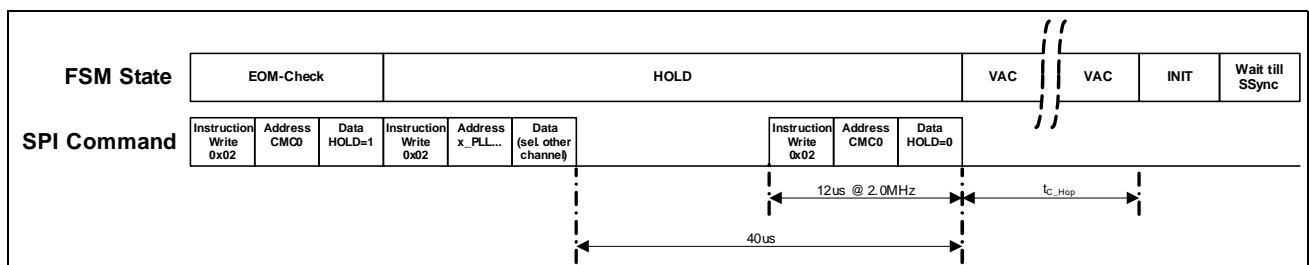 FSM State
EOM-Check
HOLD
VAC
VAC
INIT
Wait till
SSync
SPI Command
Instruction
Write
0x02
Address
CMC0
Data
HOLD=1
Instruction
Write
0x02
Address
x_PLL...
Data
(sel. other
channel)
Instruction
Write
0x02
Address
CMC0
Data
HOLD=0
12us @ 2.0MHz
tC_Hop
40us